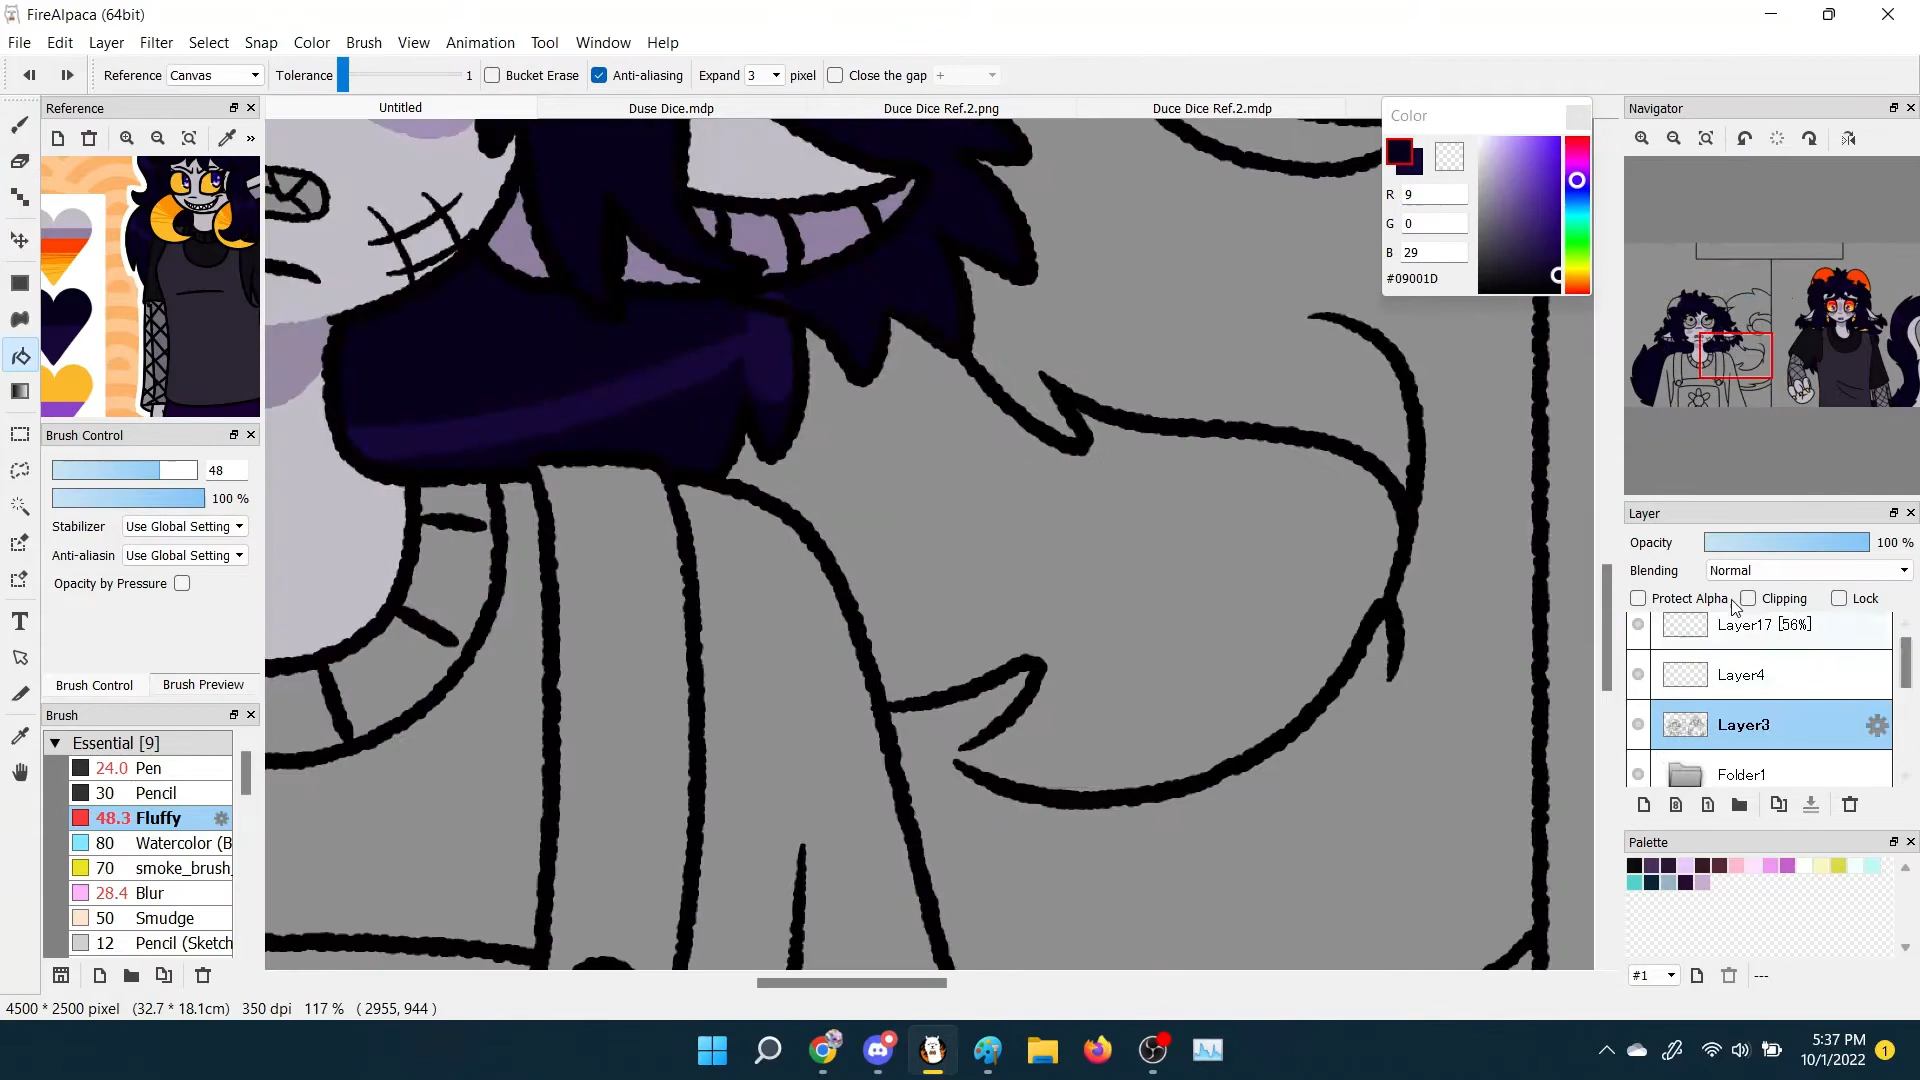 FireAlpaca (64bit)
File Edit Layer Filter Select Snap Color Brush View Animation Tool Window Help
Reference Canvas Tolerance 1 Bucket Erase Anti-aliasing Expand 3 pixel Close the gap +
Reference
Untitled Duse Dice.mdp Duce Dice Ref.2.png Duce Dice Ref.2.mdp
Color
R 9
G 0
B 29
#09001D
Navigator
Brush Control
48
100 %
Stabilizer Use Global Setting
Anti-aliasin Use Global Setting
Opacity by Pressure
Brush Control Brush Preview
Brush
Essential [9]
24.0 Pen
30 Pencil
48.3 Fluffy
80 Watercolor (B
70 smoke_brush_
28.4 Blur
50 Smudge
12 Pencil (Sketch
Layer
Opacity 100 %
Blending Normal
Protect Alpha Clipping Lock
Layer17 [56%]
Layer4
Layer3
Folder1
Palette
#1 ---
4500 * 2500 pixel (32.7 * 18.1cm) 350 dpi 117 % ( 2955, 944 )
5:37 PM
10/1/2022
1